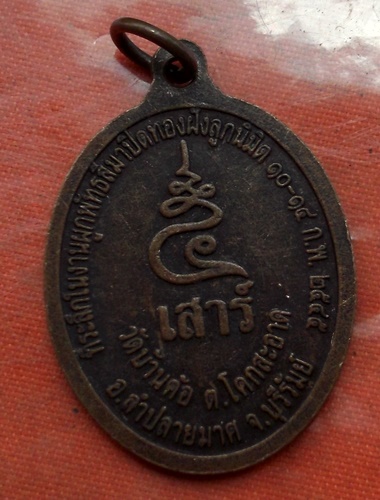 ที่ระลึกในงานผูกพัทธสีมาปิดทองฝังลูกนิมิต ๑๐-๑๔ ก.พ. ๒๕๕๕
เสาร์ ๕
วัดบ้านค้อ ต.โคกสะอาด
อ.ลำปลายมาศ จ.บุรีรัมย์